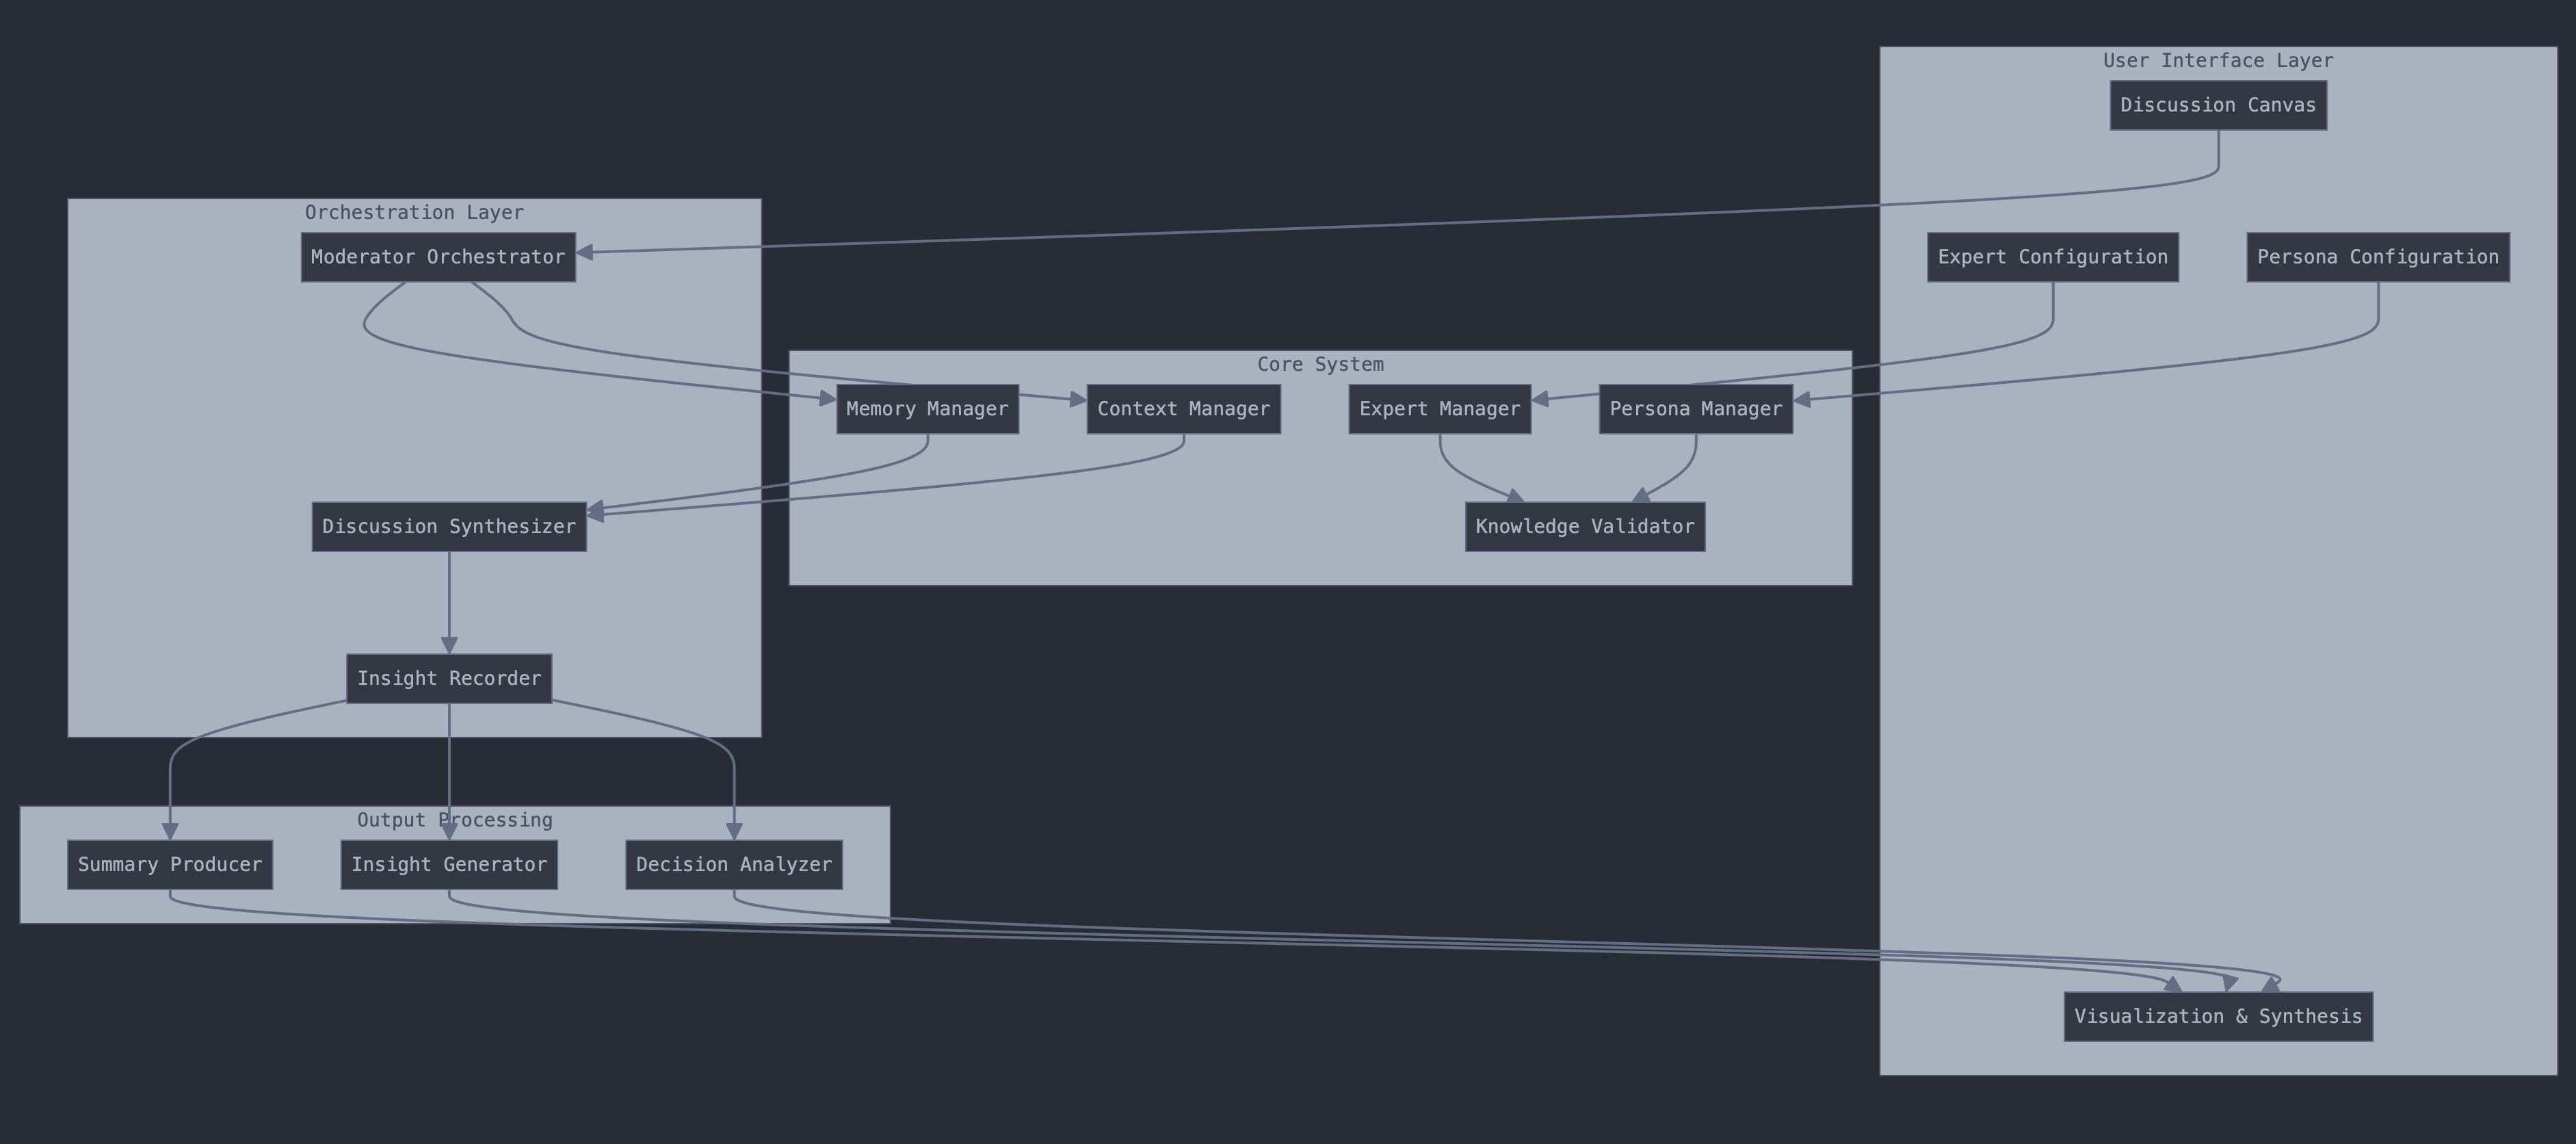 User Interface Layer
Discussion Canvas
Orchestration Layer
Moderator Orchestrator
Expert Configuration
Persona Configuration
Core System
Memory Manager
Context Manager
Expert Manager
Persona Manager
Discussion Synthesizer
Knowledge Validator
Insight Recorder
Output Processing
Summary Producer
Insight Generator
Decision Analyzer
Visualization & Synthesis